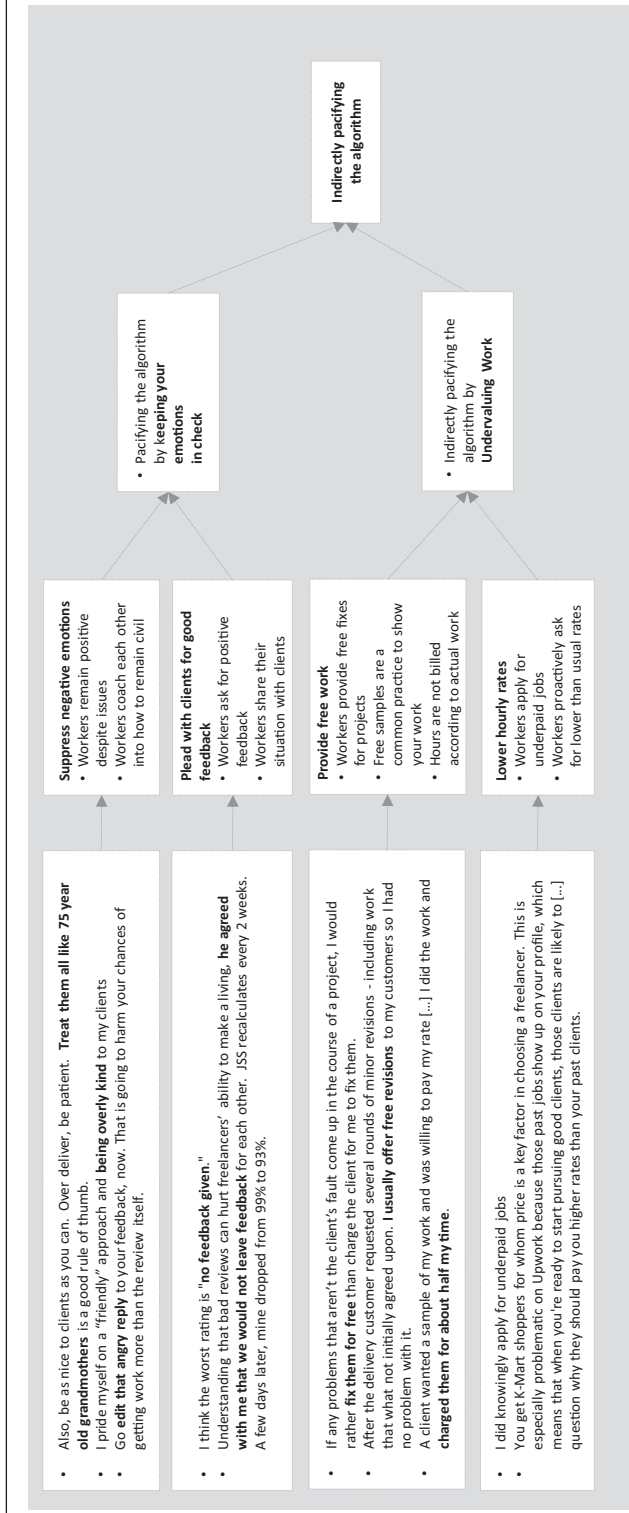 • Also, be as nice to clients as you can. Over deliver, be patient. Treat them all like 75 year
old grandmothers is a good rule of thumb.
• I pride myself on a “friendly” approach and being overly kind to my clients
• Go edit that angry reply to your feedback, now. That is going to harm your chances of
getting work more than the review itself.
• I think the worst rating is "no feedback given."
• Understanding that bad reviews can hurt freelancers’ ability to make a living, he agreed
with me that we would not leave feedback for each other. JSS recalculates every 2 weeks.
A few days later, mine dropped from 99% to 93%.
• If any problems that aren’t the client’s fault come up in the course of a project, I would
rather fix them for free than charge the client for me to fix them.
• After the delivery customer requested several rounds of minor revisions - including work
that what not initially agreed upon. I usually offer free revisions to my customers so I had
no problem with it.
• A client wanted a sample of my work and was willing to pay my rate [...] I did the work and
charged them for about half my time.
• I did knowingly apply for underpaid jobs
• You get K-Mart shoppers for whom price is a key factor in choosing a freelancer. This is
especially problematic on Upwork because those past jobs show up on your profile, which
means that when you’re ready to start pursuing good clients, those clients are likely to [...]
question why they should pay you higher rates than your past clients.
Suppress negative emotions
• Workers remain positive
despite issues
• Workers coach each other
into how to remain civil
Plead with clients for good
feedback
• Workers ask for positive
feedback
• Workers share their
situation with clients
Provide free work
• Workers provide free fixes
for projects
• Free samples are a
common practice to show
your work
• Hours are not billed
according to actual work
Lower hourly rates
• Workers apply for
underpaid jobs
• Workers proactively ask
for lower than usual rates
• Pacifying the algorithm
by keeping your
emotions
in check
• Indirectly pacifying the
algorithm by
Undervaluing Work
Indirectly pacifying
the algorithm